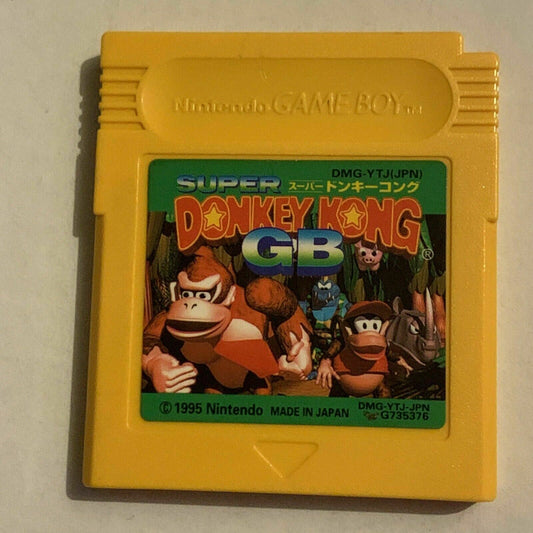 Nintendo GAME BOY TM
DMG-YTJ(JPN)
SUPER スーパードンキーコング
DONKEY KONG ®
GB
© 1995 Nintendo MADE IN JAPAN
DMG-YTJ-JPN
G735376